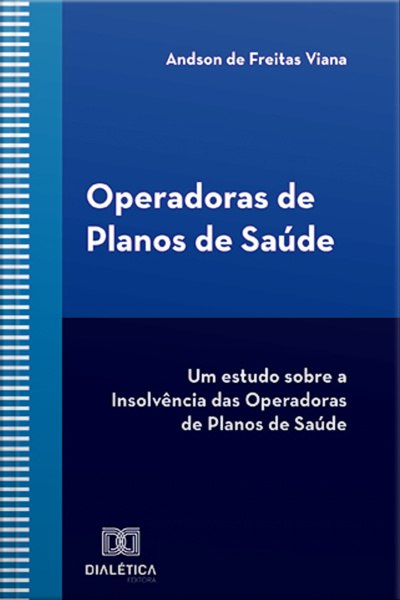 Andson de Freitas Viana
Operadoras de
Planos de Saúde
Um estudo sobre a
Insolvência das Operadoras
de Planos de Saúde
DIALÉTICA
EDITORA